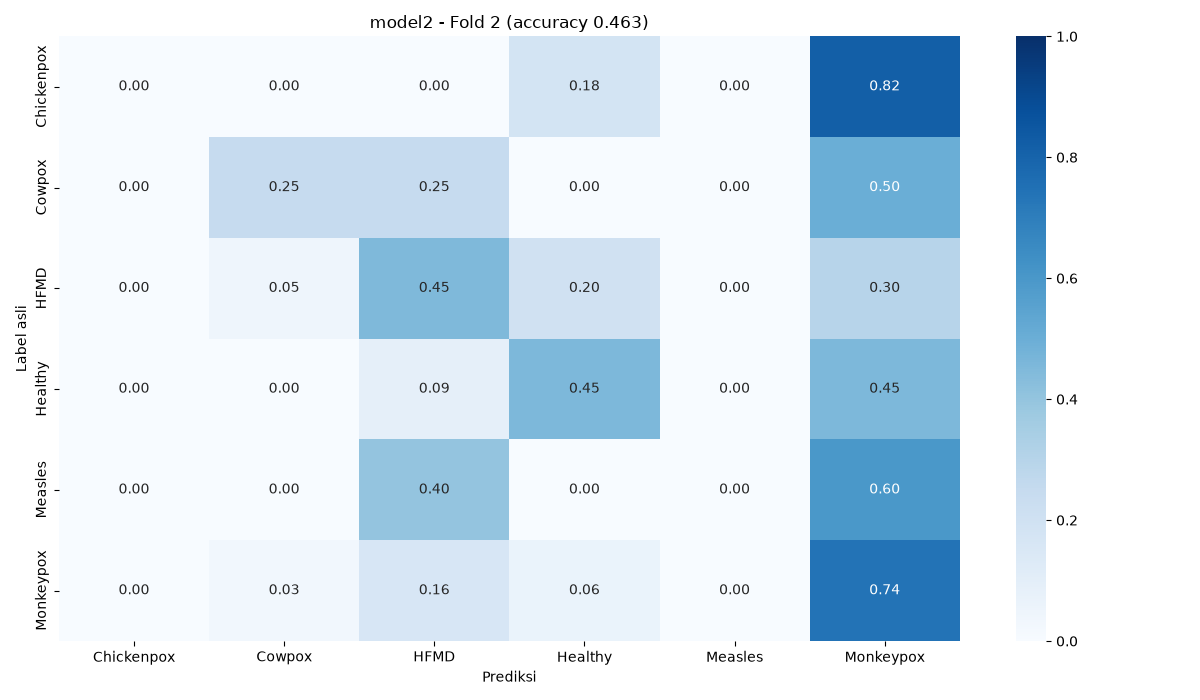 model2 - Fold 2 (accuracy 0.463)
Label asli
Chickenpox 0.00 0.00 0.00 0.18 0.00 0.82
Cowpox 0.00 0.25 0.25 0.00 0.00 0.50
HFMD 0.00 0.05 0.45 0.20 0.00 0.30
Healthy 0.00 0.00 0.09 0.45 0.00 0.45
Measles 0.00 0.00 0.40 0.00 0.00 0.60
Monkeypox 0.00 0.03 0.16 0.06 0.00 0.74
Chickenpox Cowpox HFMD Healthy Measles Monkeypox
Prediksi
1.0
0.8
0.6
0.4
0.2
0.0